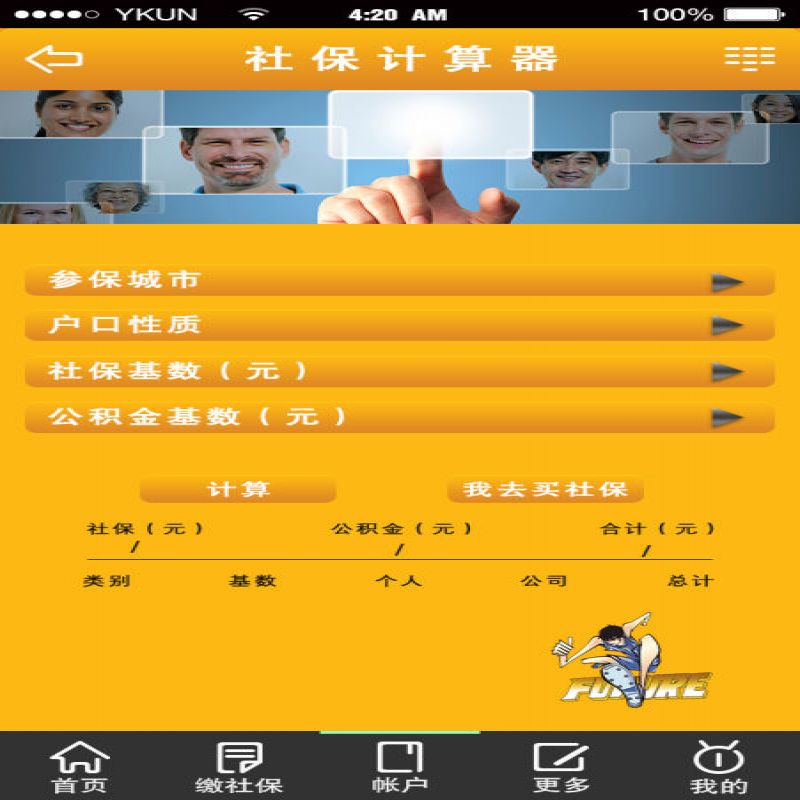 YKUN 4:20 AM 100%
社保计算器
参保城市
户口性质
社保基数（元）
公积金基数（元）
计算 我去买社保
社保（元） 公积金（元） 合计（元）
/ / /
类别 基数 个人 公司 总计
FUTURE
首页 缴社保 帐户 更多 我的